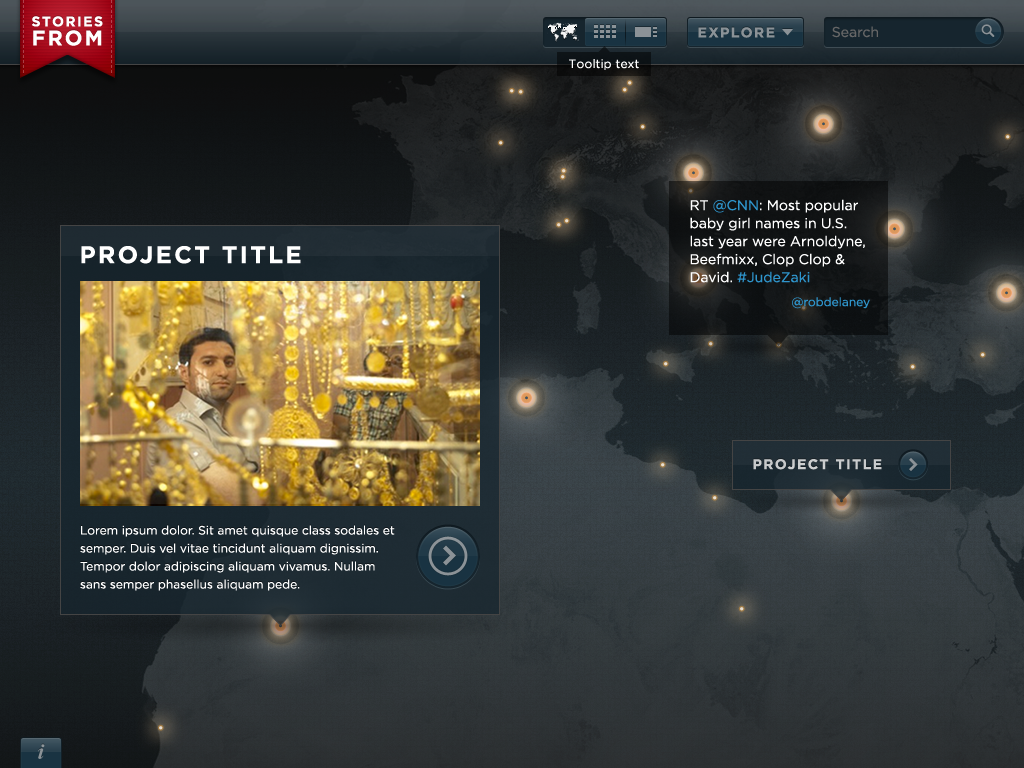 STORIES
FROM
EXPLORE
Search
Tooltip text
RT @CNN: Most popular
baby girl names in U.S.
last year were Arnoldyne,
Beefmixx, Clop Clop &
David. #JudeZaki
@robdelaney
PROJECT TITLE
Lorem ipsum dolor. Sit amet quisque class sodales et
semper. Duis vel vitae tincidunt aliquam dignissim.
Tempor dolor adipiscing aliquam vivamus. Nullam
sans semper phasellus aliquam pede.
PROJECT TITLE
i